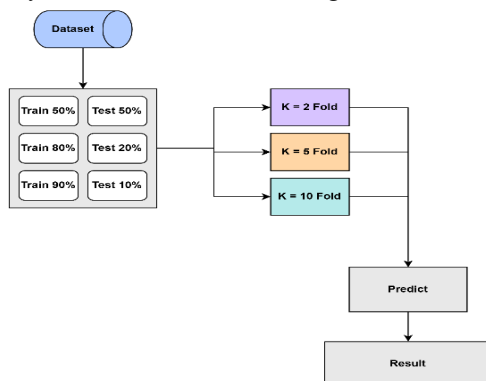 Dataset
Train 50% Test 50%
Train 80% Test 20%
Train 90% Test 10%
K = 2 Fold
K = 5 Fold
K = 10 Fold
Predict
Result